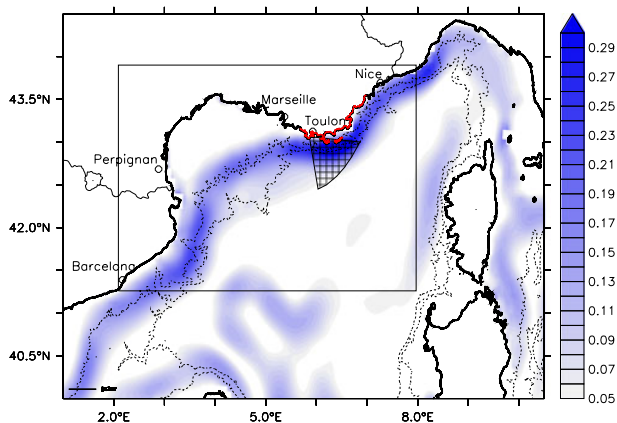 Nice
43.5°N
Marseille
Toulon
Perpignan
42.0°N
Barcelona
40.5°N
2.0°E
5.0°E
8.0°E
0.29
0.27
0.25
0.23
0.21
0.19
0.17
0.15
0.13
0.11
0.09
0.07
0.05